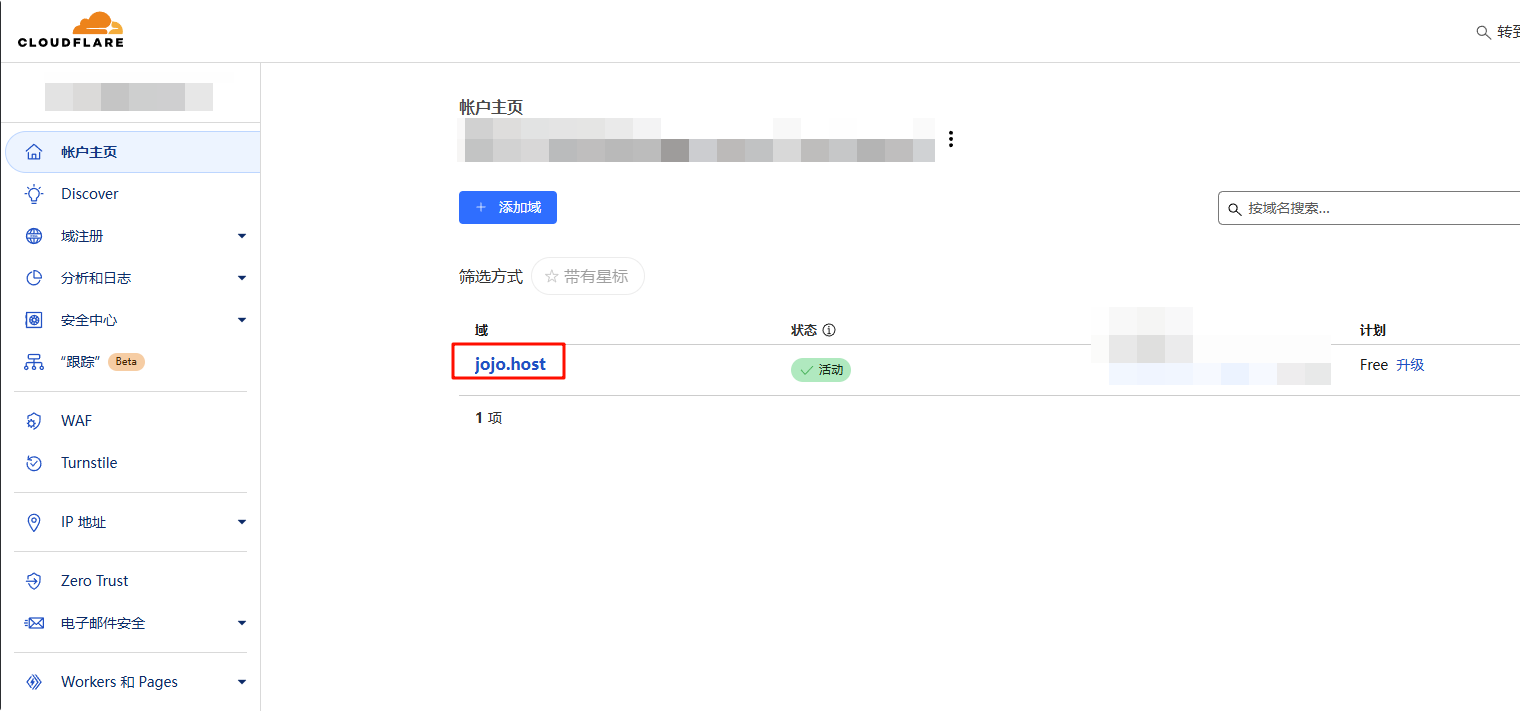 CLOUDFLARE
转到
帐户主页
Discover
域注册
分析和日志
安全中心
“跟踪” Beta
WAF
Turnstile
IP 地址
Zero Trust
电子邮件安全
Workers 和 Pages
帐户主页
+ 添加域
按域名搜索...
筛选方式 ☆ 带有星标
域 状态 计划
jojo.host 活动 Free 升级
1 项